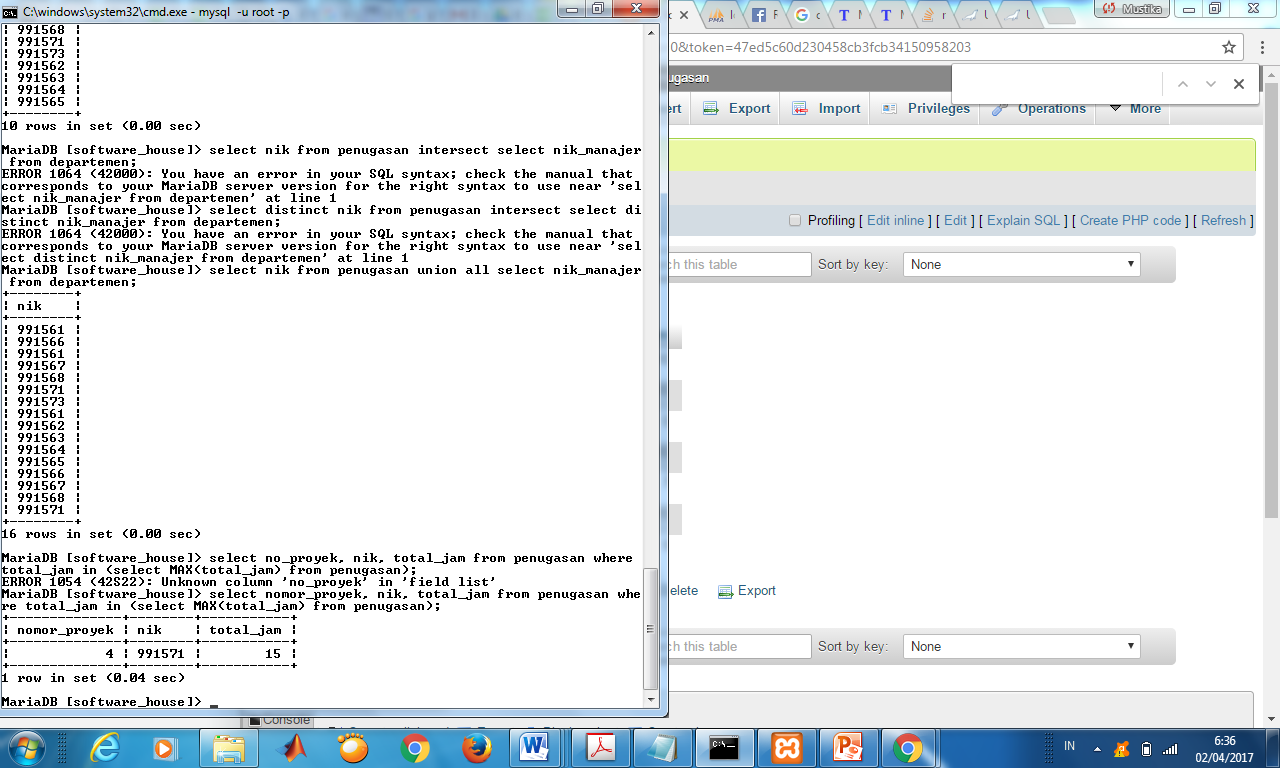 C:\windows\system32\cmd.exe - mysql -u root -p
| 991568 |
| 991571 |
| 991573 |
| 991562 |
| 991563 |
| 991564 |
| 991565 |
+--------+
10 rows in set (0.00 sec)
MariaDB [software_house]> select nik from penugasan intersect select nik_manajer
from departemen;
ERROR 1064 (42000): You have an error in your SQL syntax; check the manual that
corresponds to your MariaDB server version for the right syntax to use near 'sel
ect nik_manajer from departemen' at line 1
MariaDB [software_house]> select distinct nik from penugasan intersect select di
stinct nik_manajer from departemen;
ERROR 1064 (42000): You have an error in your SQL syntax; check the manual that
corresponds to your MariaDB server version for the right syntax to use near 'sel
ect distinct nik_manajer from departemen' at line 1
MariaDB [software_house]> select nik from penugasan union all select nik_manajer
from departemen;
+--------+
| nik    |
+--------+
| 991561 |
| 991566 |
| 991561 |
| 991567 |
| 991568 |
| 991571 |
| 991573 |
| 991561 |
| 991562 |
| 991563 |
| 991564 |
| 991565 |
| 991566 |
| 991567 |
| 991568 |
| 991571 |
+--------+
16 rows in set (0.00 sec)
MariaDB [software_house]> select no_proyek, nik, total_jam from penugasan where
total_jam in (select MAX(total_jam) from penugasan);
ERROR 1054 (42S22): Unknown column 'no_proyek' in 'field list'
MariaDB [software_house]> select nomor_proyek, nik, total_jam from penugasan whe
re total_jam in (select MAX(total_jam) from penugasan);
+--------------+--------+-----------+
| nomor_proyek | nik    | total_jam |
+--------------+--------+-----------+
|            4 | 991571 |        15 |
+--------------+--------+-----------+
1 row in set (0.04 sec)
MariaDB [software_house]>
Mustika
0&token=47ed5c60d230458cb3fcb34150958203
ugasan
ert Export Import Privileges Operations More
Profiling [ Edit inline ] [ Edit ] [ Explain SQL ] [ Create PHP code ] [ Refresh ]
ch this table Sort by key: None
elete Export
ch this table Sort by key: None
Console
IN 6:36
02/04/2017